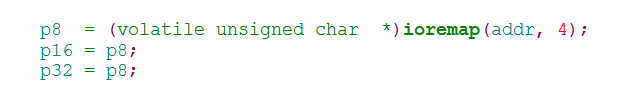 p8  = (volatile unsigned char  *)ioremap(addr, 4);
p16 = p8;
p32 = p8;